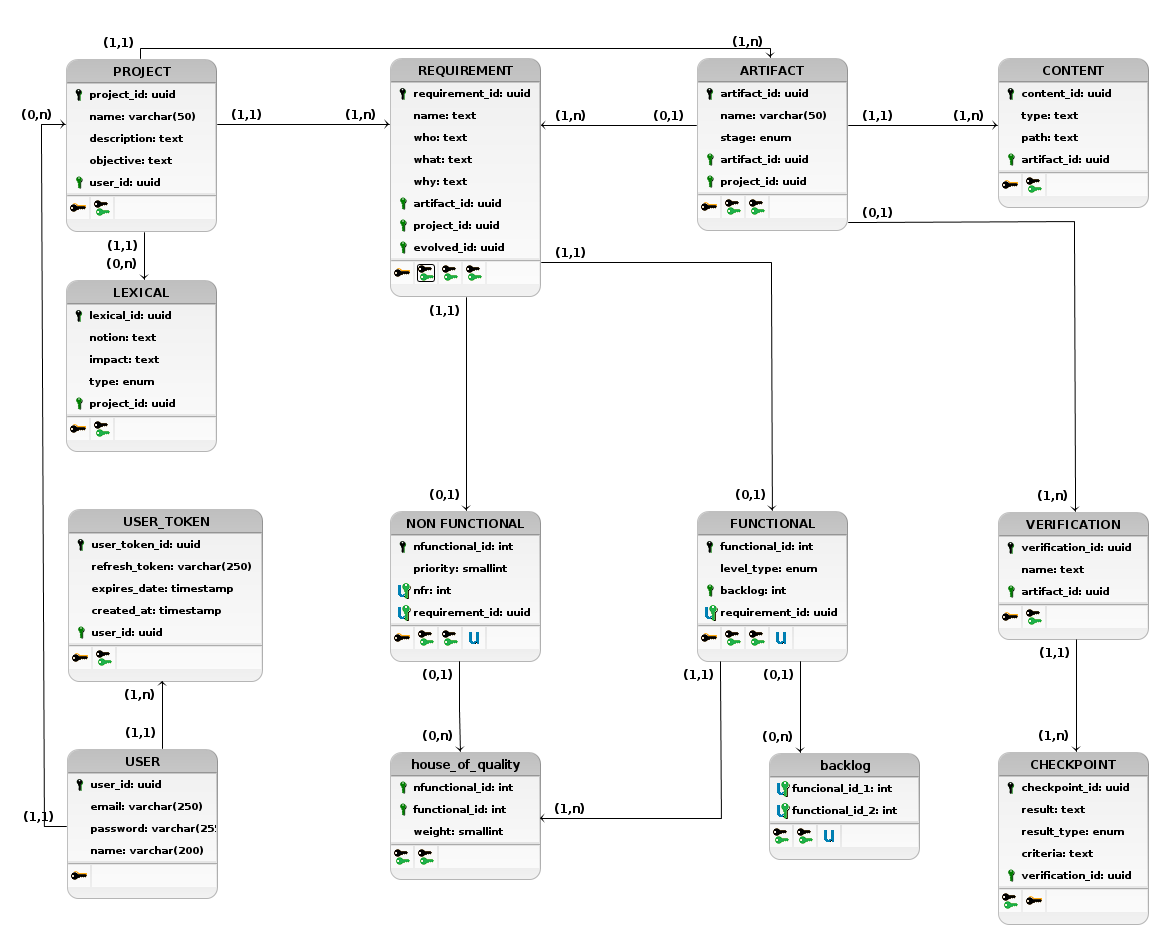 (1,1)
(1,n)
PROJECT
project_id: uuid
name: varchar(50)
description: text
objective: text
user_id: uuid
(0,n)
(1,1)
(1,n)
REQUIREMENT
requirement_id: uuid
name: text
who: text
what: text
why: text
artifact_id: uuid
project_id: uuid
evolved_id: uuid
(1,n)
(0,1)
ARTIFACT
artifact_id: uuid
name: varchar(50)
stage: enum
artifact_id: uuid
project_id: uuid
(1,1)
(1,n)
CONTENT
content_id: uuid
type: text
path: text
artifact_id: uuid
(0,1)
(1,1)
(0,n)
(1,1)
(1,1)
LEXICAL
lexical_id: uuid
notion: text
impact: text
type: enum
project_id: uuid
(0,1)
(0,1)
(1,n)
USER_TOKEN
user_token_id: uuid
refresh_token: varchar(250)
expires_date: timestamp
created_at: timestamp
user_id: uuid
NON FUNCTIONAL
nfunctional_id: int
priority: smallint
nfr: int
requirement_id: uuid
u
FUNCTIONAL
functional_id: int
level_type: enum
backlog: int
requirement_id: uuid
u
VERIFICATION
verification_id: uuid
name: text
artifact_id: uuid
(1,n)
(1,1)
(0,1)
(0,n)
(1,1)
(0,1)
(0,n)
(1,1)
(1,n)
USER
user_id: uuid
email: varchar(250)
password: varchar(25
name: varchar(200)
(1,1)
house_of_quality
nfunctional_id: int
functional_id: int
weight: smallint
(1,n)
backlog
funcional_id_1: int
functional_id_2: int
u
CHECKPOINT
checkpoint_id: uuid
result: text
result_type: enum
criteria: text
verification_id: uuid